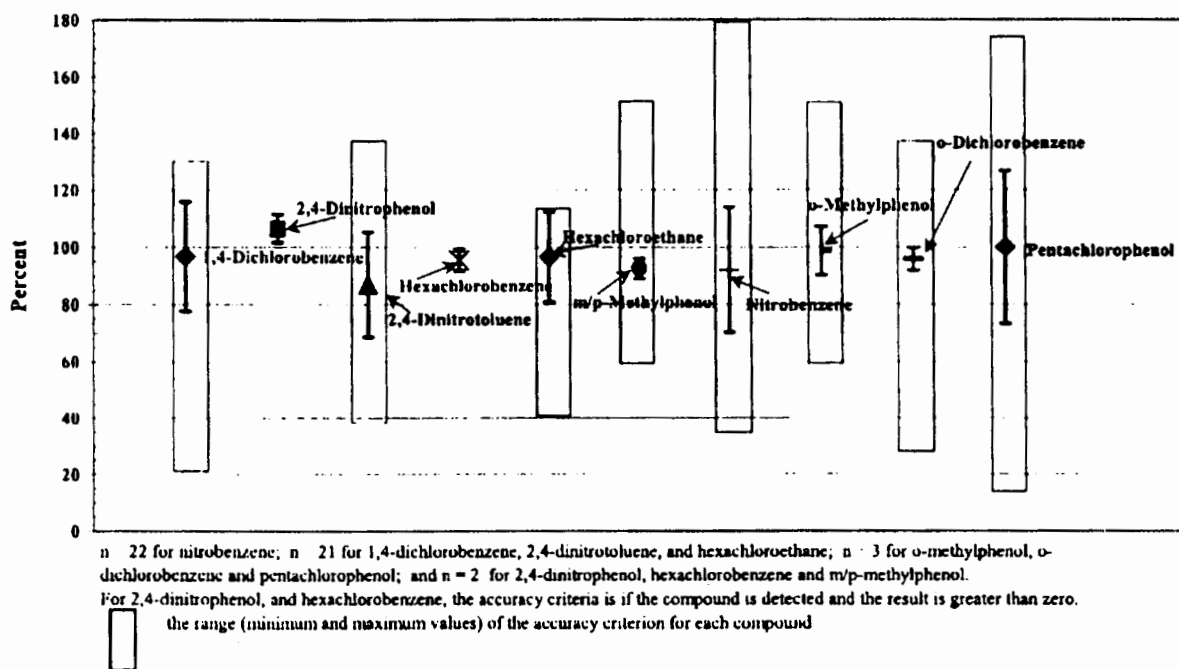 180
160
140
120
100
80
60
40
20
0
Percent
o-Dichlorobenzene
2,4-Dinitrophenol
o-Methylphenol
Hexachloroethane
Pentachlorophenol
1,4-Dichlorobenzene
Hexachlorobenzene
m/p-Methylphenol
Nitrobenzene
2,4-Dinitrotoluene
n 22 for nitrobenzene; n 21 for 1,4-dichlorobenzene, 2,4-dinitrotoluene, and hexachloroethane; n 3 for o-methylphenol, o-
dichlorobenzene and pentachlorophenol; and n = 2 for 2,4-dinitrophenol, hexachlorobenzene and m/p-methylphenol.
For 2,4-dinitrophenol, and hexachlorobenzene, the accuracy criteria is if the compound is detected and the result is greater than zero.
the range (minimum and maximum values) of the accuracy criterion for each compound